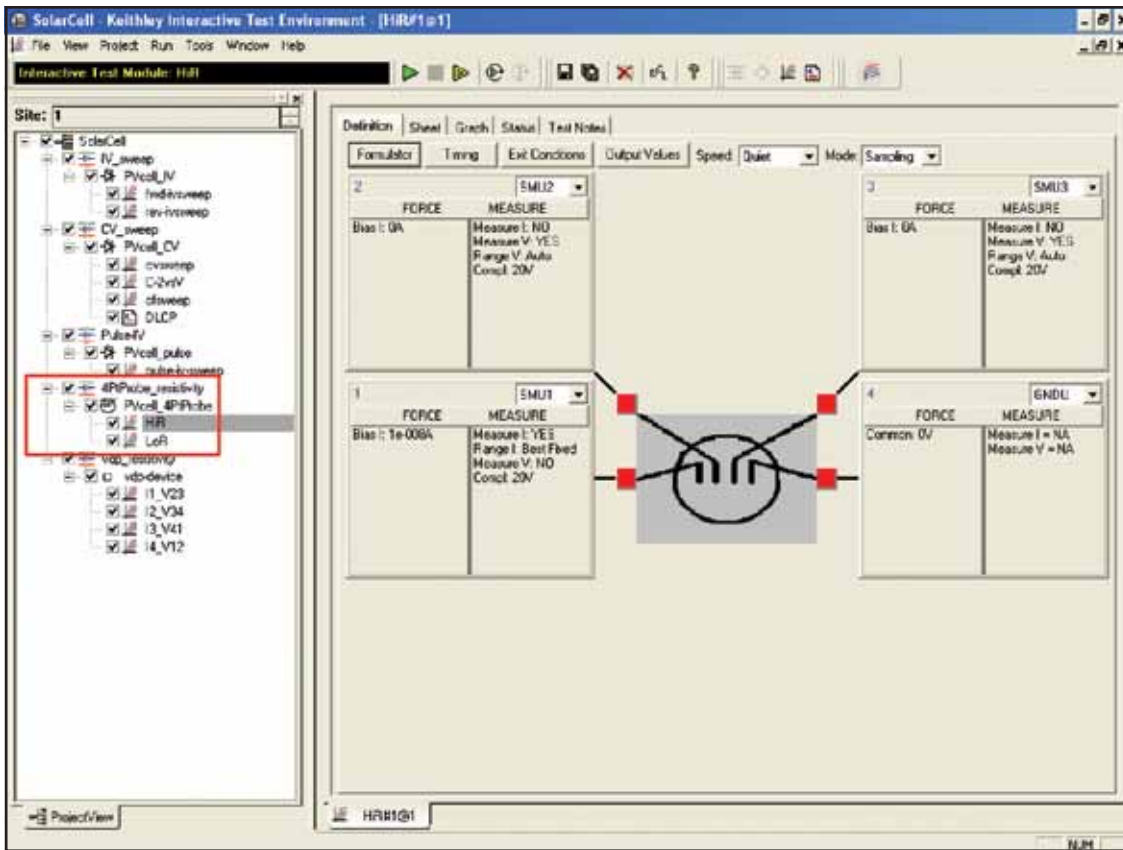 SolarCell - Keithley Interactive Test Environment - [HiR#1@1]
File View Project Run Tools Window Help
Interactive Test Module: HiR
Site: 1
SolarCell
IV_sweep
PVcell_IV
fwd-ivsweep
rev-ivsweep
CV_sweep
PVcell_CV
cvsweep
C-2vsV
cfsweep
DLCP
Pulse-IV
PVcell_pulse
pulse-ivsweep
4PtProbe_resistivity
PVcell_4PtProbe
HiR
LoR
vdp_resistivity
vdp-device
I1_V23
I2_V34
I3_V41
I4_V12
ProjectView
Definition Sheet Graph Status Test Notes
Formulator Timing Exit Conditions Output Values Speed: Quiet Mode: Sampling
2 SMU2
FORCE MEASURE
Bias I: 0A
Measure I: NO
Measure V: YES
Range V: Auto
Compl: 20V
3 SMU3
FORCE MEASURE
Bias I: 0A
Measure I: NO
Measure V: YES
Range V: Auto
Compl: 20V
1 SMU1
FORCE MEASURE
Bias I: 1e-008A
Measure I: YES
Range I: Best Fixed
Measure V: NO
Compl: 20V
4 GNDU
FORCE MEASURE
Common: 0V
Measure I = NA
Measure V = NA
HiR#1@1
NUM